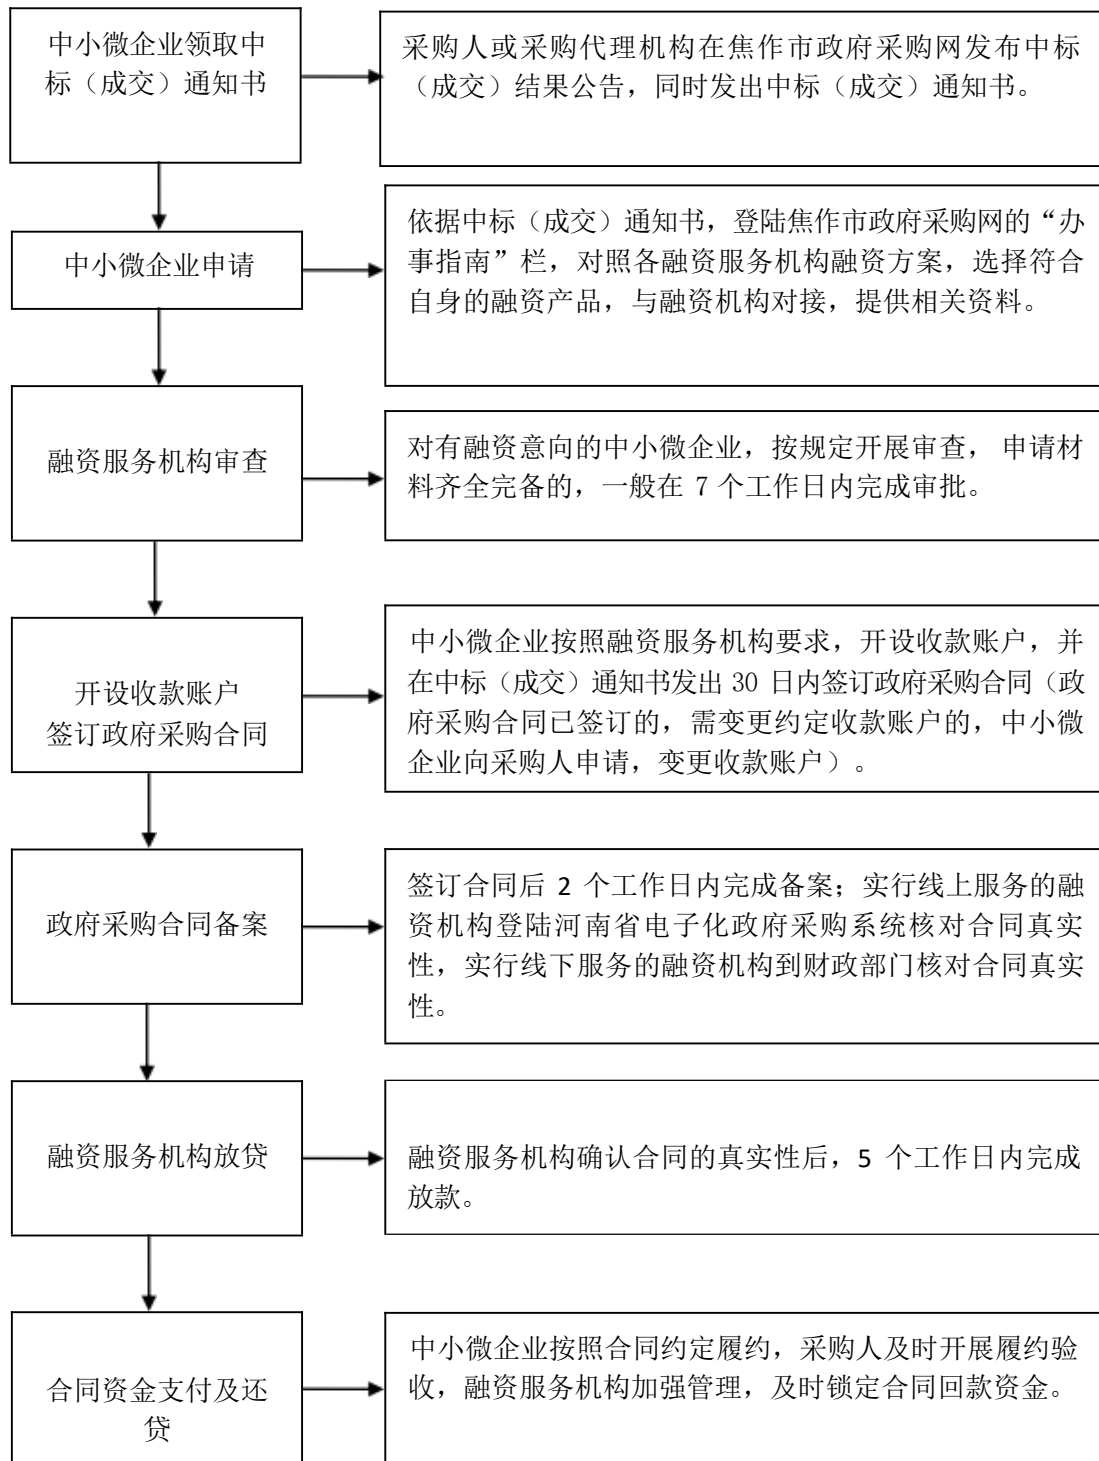 中小微企业领取中
标（成交）通知书
采购人或采购代理机构在焦作市政府采购网发布中标
（成交）结果公告，同时发出中标（成交）通知书。
中小微企业申请
依据中标（成交）通知书，登陆焦作市政府采购网的“办
事指南”栏，对照各融资服务机构融资方案，选择符合
自身的融资产品，与融资机构对接，提供相关资料。
融资服务机构审查
对有融资意向的中小微企业，按规定开展审查， 申请材
料齐全完备的，一般在 7 个工作日内完成审批。
开设收款账户
签订政府采购合同
中小微企业按照融资服务机构要求，开设收款账户，并
在中标（成交）通知书发出 30 日内签订政府采购合同（政
府采购合同已签订的，需变更约定收款账户的，中小微
企业向采购人申请，变更收款账户）。
政府采购合同备案
签订合同后 2 个工作日内完成备案；实行线上服务的融
资机构登陆河南省电子化政府采购系统核对合同真实
性，实行线下服务的融资机构到财政部门核对合同真实
性。
融资服务机构放贷
融资服务机构确认合同的真实性后，5 个工作日内完成
放款。
合同资金支付及还
贷
中小微企业按照合同约定履约，采购人及时开展履约验
收，融资服务机构加强管理，及时锁定合同回款资金。